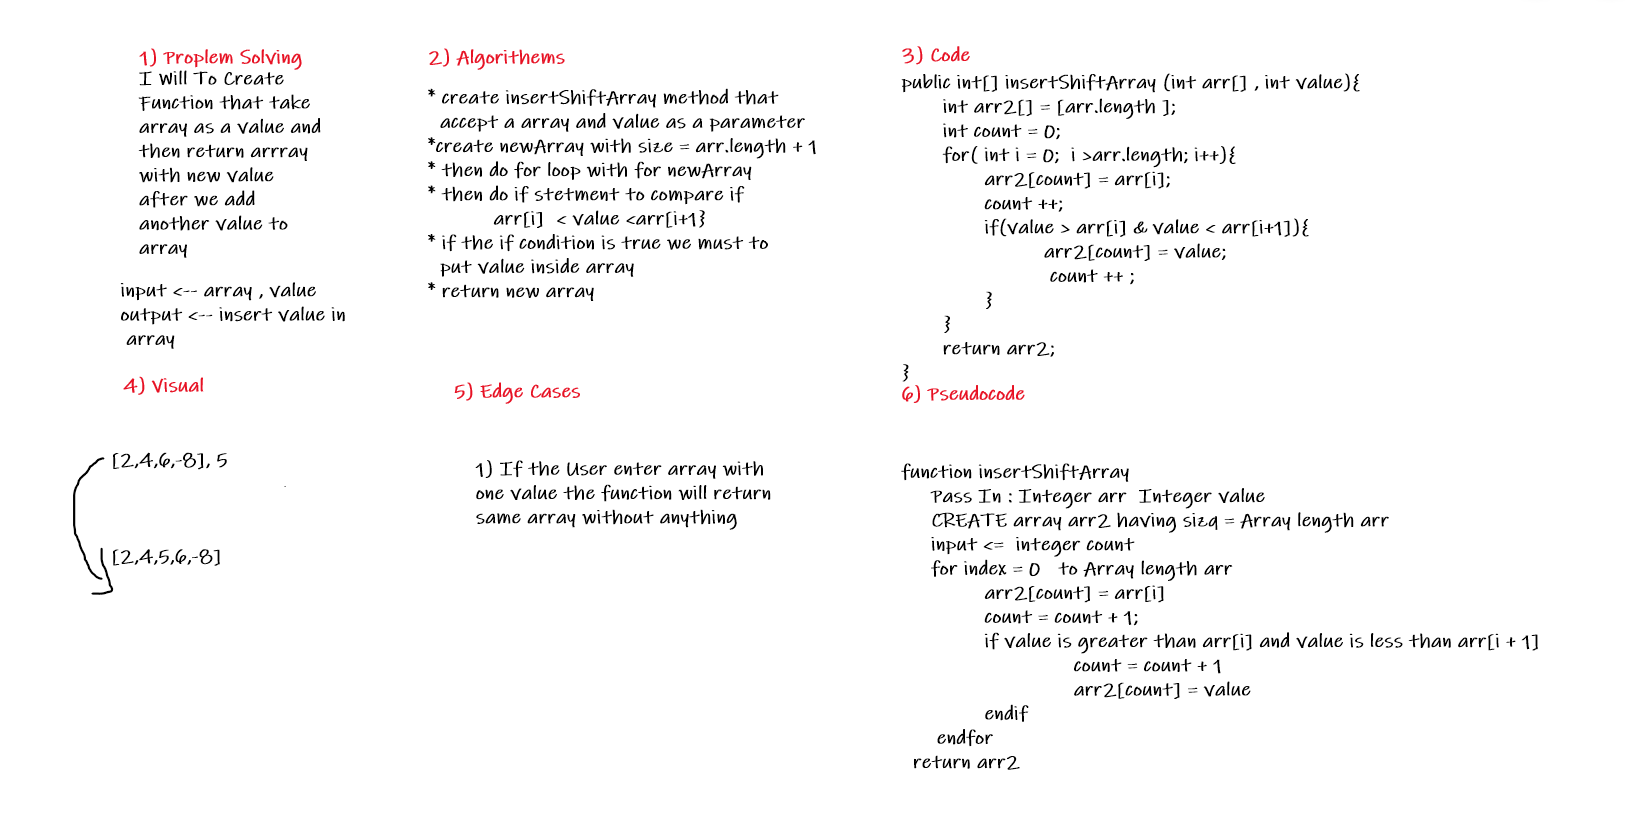 1) Proplem Solving
I Will To Create
Function that take
array as a value and
then return arrray
with new value
after we add
another value to
array
input <-- array , value
output <-- insert value in
array
2) Algorithems
* create insertShiftArray method that
accept a array and value as a parameter
*create newArray with size = arr.length + 1
* then do for loop with for newArray
* then do if stetment to compare if
arr[i] < value <arr[i+1}
* if the if condition is true we must to
put value inside array
* return new array
3) Code
public int[] insertShiftArray (int arr[] , int value){
int arr2[] = [arr.length ];
int count = 0;
for( int i = 0; i >arr.length; i++){
arr2[count] = arr[i];
count ++;
if(value > arr[i] & value < arr[i+1]){
arr2[count] = value;
count ++ ;
}
}
return arr2;
}
4) Visual
[2,4,6,-8], 5
[2,4,5,6,-8]
5) Edge Cases
1) If the User enter array with
one value the function will return
same array without anything
6) Pseudocode
function insertShiftArray
Pass In : Integer arr Integer value
CREATE array arr2 having sizq = Array length arr
input <= integer count
for index = 0 to Array length arr
arr2[count] = arr[i]
count = count + 1;
if value is greater than arr[i] and value is less than arr[i + 1]
count = count + 1
arr2[count] = value
endif
endfor
return arr2